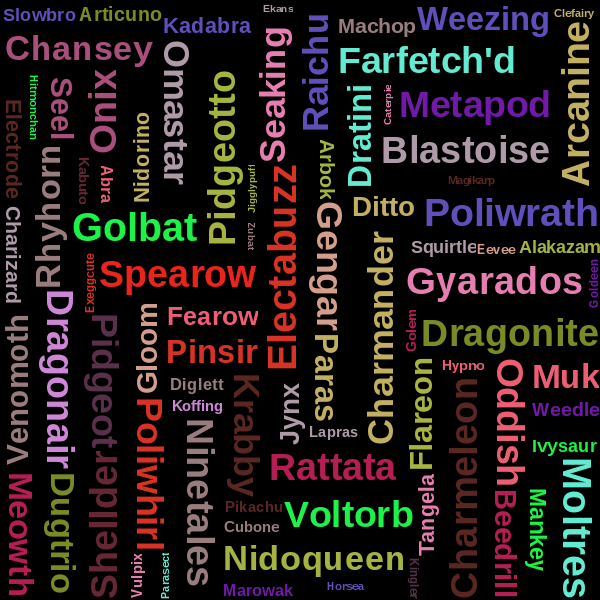 Slowbro
Articuno
Kadabra
Ekans
Machop
Weezing
Clefairy
Chansey
Omastar
Seaking
Raichu
Farfetch'd
Arcanine
Hitmonchan
Seel
Onix
Nidorino
Pidgeotto
Dratini
Caterpie
Metapod
Electrode
Rhyhorn
Kabuto
Abra
Jigglypuff
Arbok
Blastoise
Magikarp
Charizard
Golbat
Zubat
Electabuzz
Gengar
Ditto
Poliwrath
Squirtle
Eevee
Alakazam
Exeggcute
Spearow
Charmander
Gyarados
Goldeen
Venomoth
Dragonair
Pidgeot
Gloom
Fearow
Golem
Dragonite
Pinsir
Paras
Diglett
Krabby
Koffing
Jynx
Flareon
Hypno
Charmeleon
Oddish
Muk
Weedle
Poliwhirl
Ninetales
Lapras
Ivysaur
Rattata
Meowth
Dugtrio
Shellder
Tangela
Beedrill
Mankey
Moltres
Pikachu
Voltorb
Cubone
Nidoqueen
Vulpix
Parasect
Marowak
Horsea
Kingler